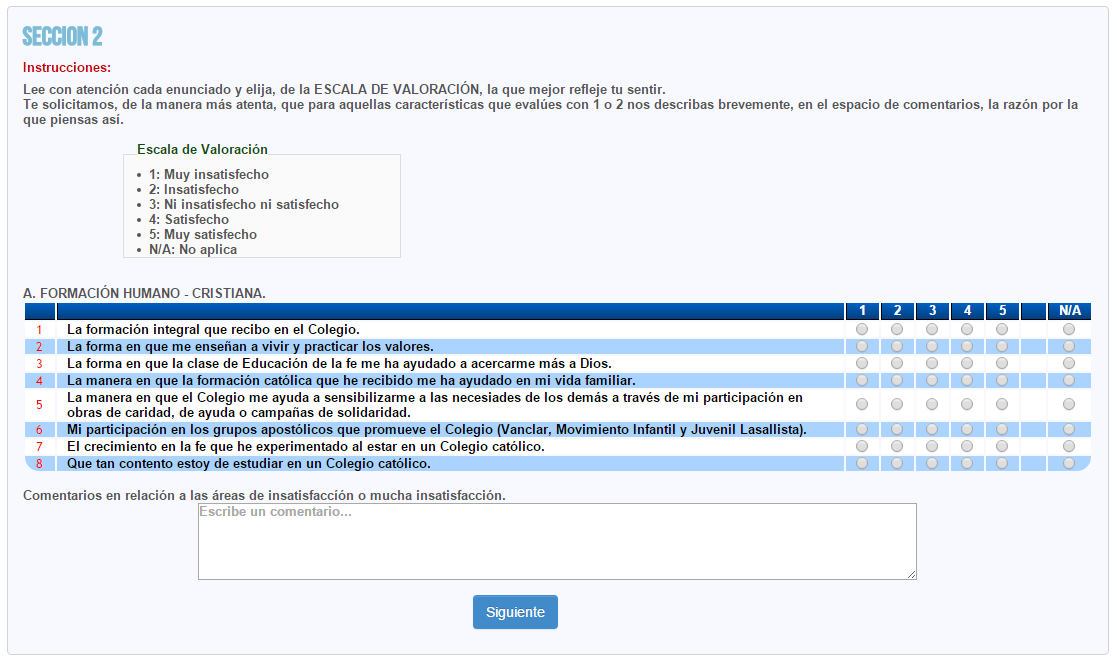 SECCION 2
Instrucciones:
Lee con atención cada enunciado y elija, de la ESCALA DE VALORACIÓN, la que mejor refleje tu sentir.
Te solicitamos, de la manera más atenta, que para aquellas características que evalúes con 1 o 2 nos describas brevemente, en el espacio de comentarios, la razón por la
que piensas así.
Escala de Valoración
• 1: Muy insatisfecho
• 2: Insatisfecho
• 3: Ni insatisfecho ni satisfecho
• 4: Satisfecho
• 5: Muy satisfecho
• N/A: No aplica
A. FORMACIÓN HUMANO - CRISTIANA.
1 2 3 4 5 N/A
1 La formación integral que recibo en el Colegio.
2 La forma en que me enseñan a vivir y practicar los valores.
3 La forma en que la clase de Educación de la fe me ha ayudado a acercarme más a Dios.
4 La manera en que la formación católica que he recibido me ha ayudado en mi vida familiar.
5 La manera en que el Colegio me ayuda a sensibilizarme a las necesiades de los demás a través de mi participación en
obras de caridad, de ayuda o campañas de solidaridad.
6 Mi participación en los grupos apostólicos que promueve el Colegio (Vanclar, Movimiento Infantil y Juvenil Lasallista).
7 El crecimiento en la fe que he experimentado al estar en un Colegio católico.
8 Que tan contento estoy de estudiar en un Colegio católico.
Comentarios en relación a las áreas de insatisfaccíón o mucha insatisfacción.
Escribe un comentario...
Siguiente